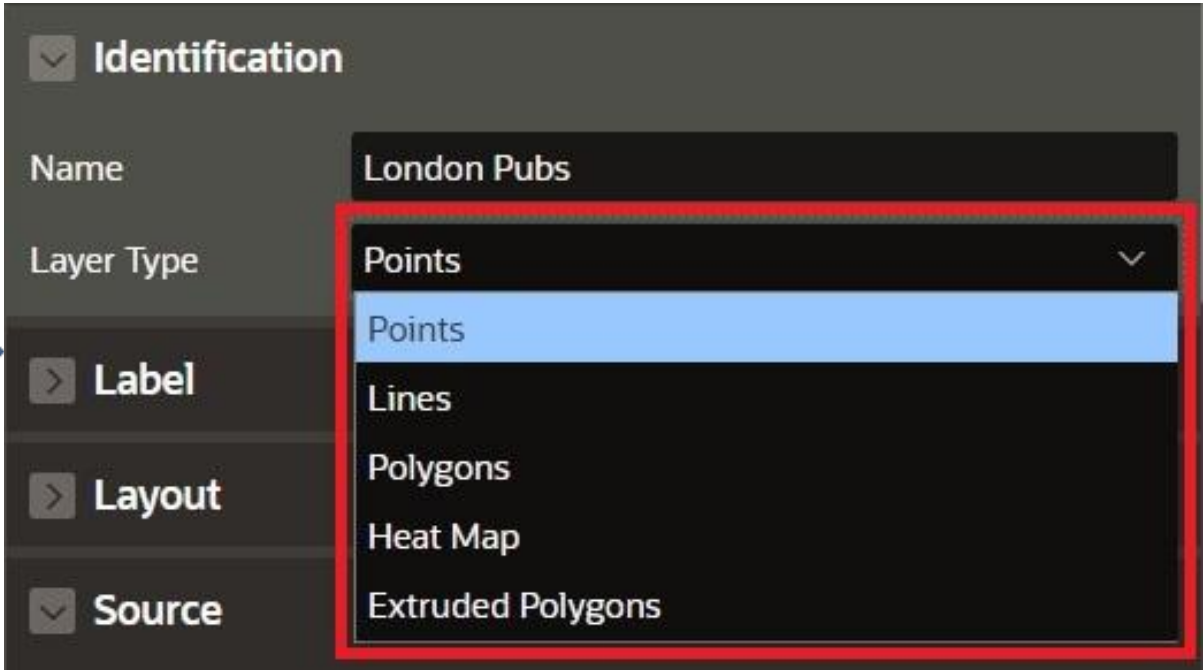 Identification
Name London Pubs
Layer Type Points
Points
Label
Lines
Polygons
Layout
Heat Map
Source
Extruded Polygons